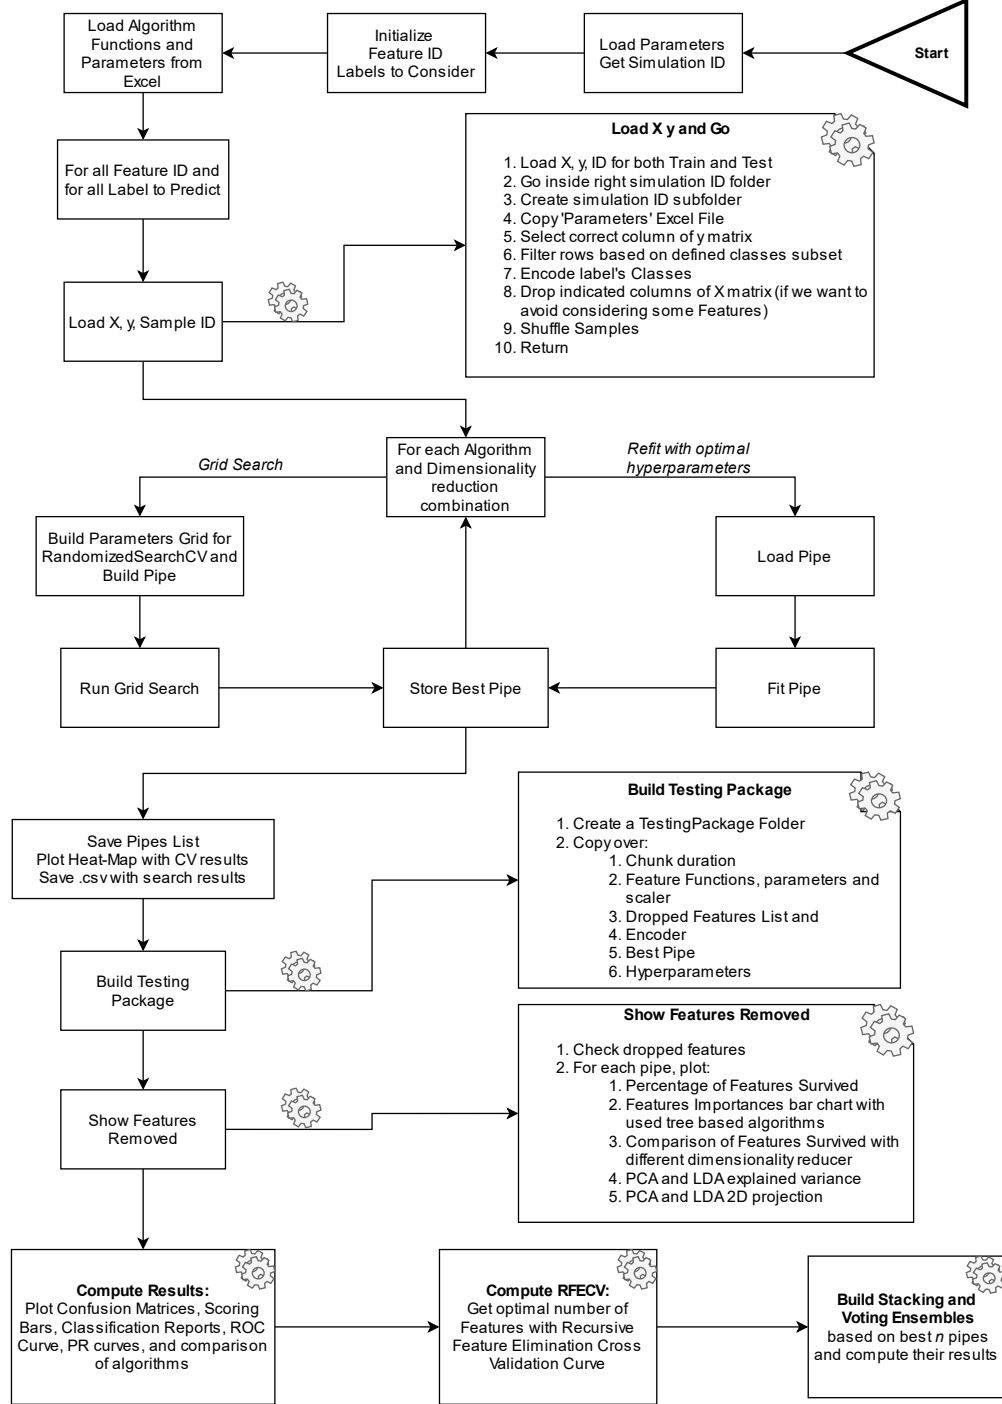 Load Algorithm
Functions and
Parameters from
Excel
Initialize
Feature ID
Labels to Consider
Load Parameters
Get Simulation ID
Start
For all Feature ID and
for all Label to Predict
Load X, y, Sample ID
Load X y and Go
1. Load X, y, ID for both Train and Test
2. Go inside right simulation ID folder
3. Create simulation ID subfolder
4. Copy 'Parameters' Excel File
5. Select correct column of y matrix
6. Filter rows based on defined classes subset
7. Encode label's Classes
8. Drop indicated columns of X matrix (if we want to
avoid considering some Features)
9. Shuffle Samples
10. Return
For each Algorithm
and Dimensionality
reduction
combination
Grid Search
Refit with optimal
hyperparameters
Build Parameters Grid for
RandomizedSearchCV and
Build Pipe
Load Pipe
Run Grid Search
Store Best Pipe
Fit Pipe
Save Pipes List
Plot Heat-Map with CV results
Save .csv with search results
Build Testing Package
1. Create a TestingPackage Folder
2. Copy over:
1. Chunk duration
2. Feature Functions, parameters and
scaler
3. Dropped Features List and
4. Encoder
5. Best Pipe
6. Hyperparameters
Build Testing
Package
Show Features Removed
1. Check dropped features
2. For each pipe, plot:
1. Percentage of Features Survived
2. Features Importances bar chart with
used tree based algorithms
3. Comparison of Features Survived with
different dimensionality reducer
4. PCA and LDA explained variance
5. PCA and LDA 2D projection
Show Features
Removed
Compute Results:
Plot Confusion Matrices, Scoring
Bars, Classification Reports, ROC
Curve, PR curves, and comparison
of algorithms
Compute RFECV:
Get optimal number of
Features with Recursive
Feature Elimination Cross
Validation Curve
Build Stacking and
Voting Ensembles
based on best n pipes
and compute their results